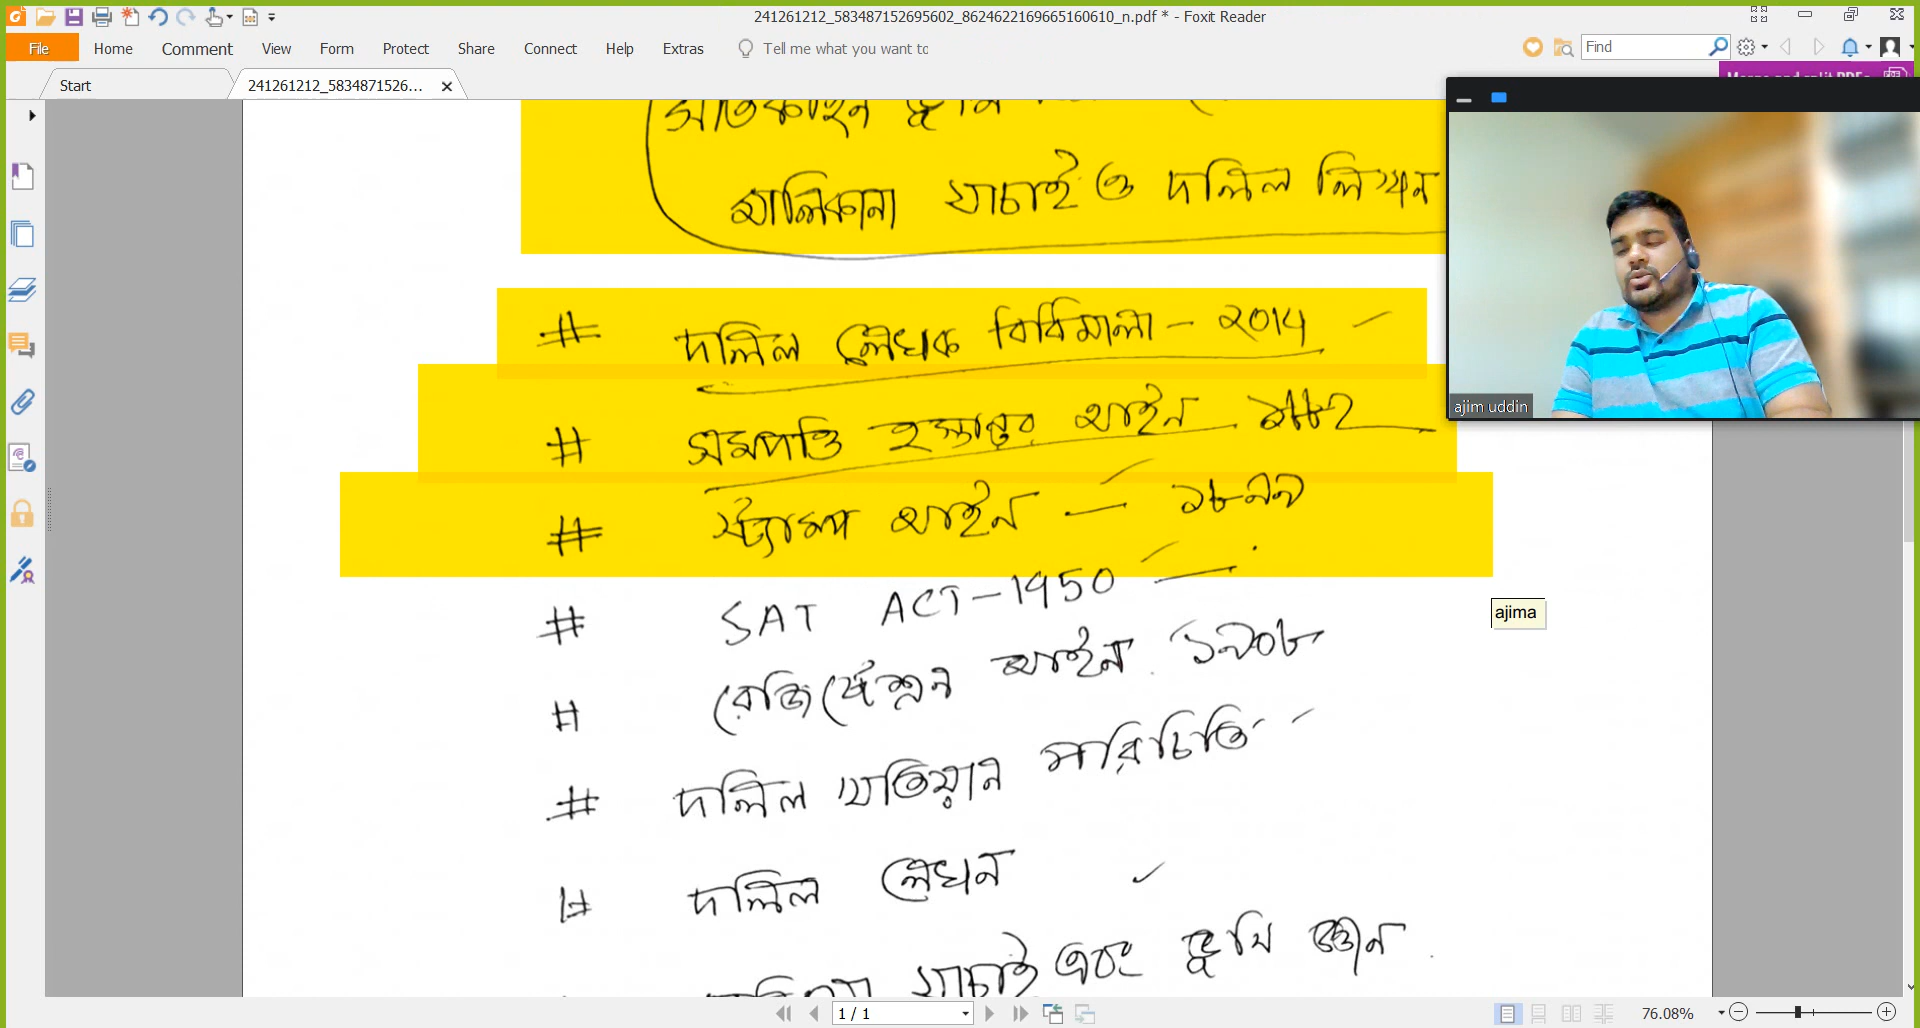 241261212_583487152695602_8624622169665160610_n.pdf * - Foxit Reader
File Home Comment View Form Protect Share Connect Help Extras Tell me what you want to Find
Start 241261212_5834871526...
মালিকানা যাচাই ও দলিল লিখন
# দলিল লেখক বিধিমালা - ২০১৪
# সম্পত্তি হস্তান্তর আইন ১৮৮২
# স্ট্যাম্প আইন - ১৮৯৯
# SAT ACT-1950
# রেজিস্ট্রেশন আইন ১৯০৮
# দলিল খতিয়ান পরিচিতি
# দলিল লেখন
যাচাই এবং ভূমি জ্ঞান
ajim uddin
ajima
1 / 1
76.08%